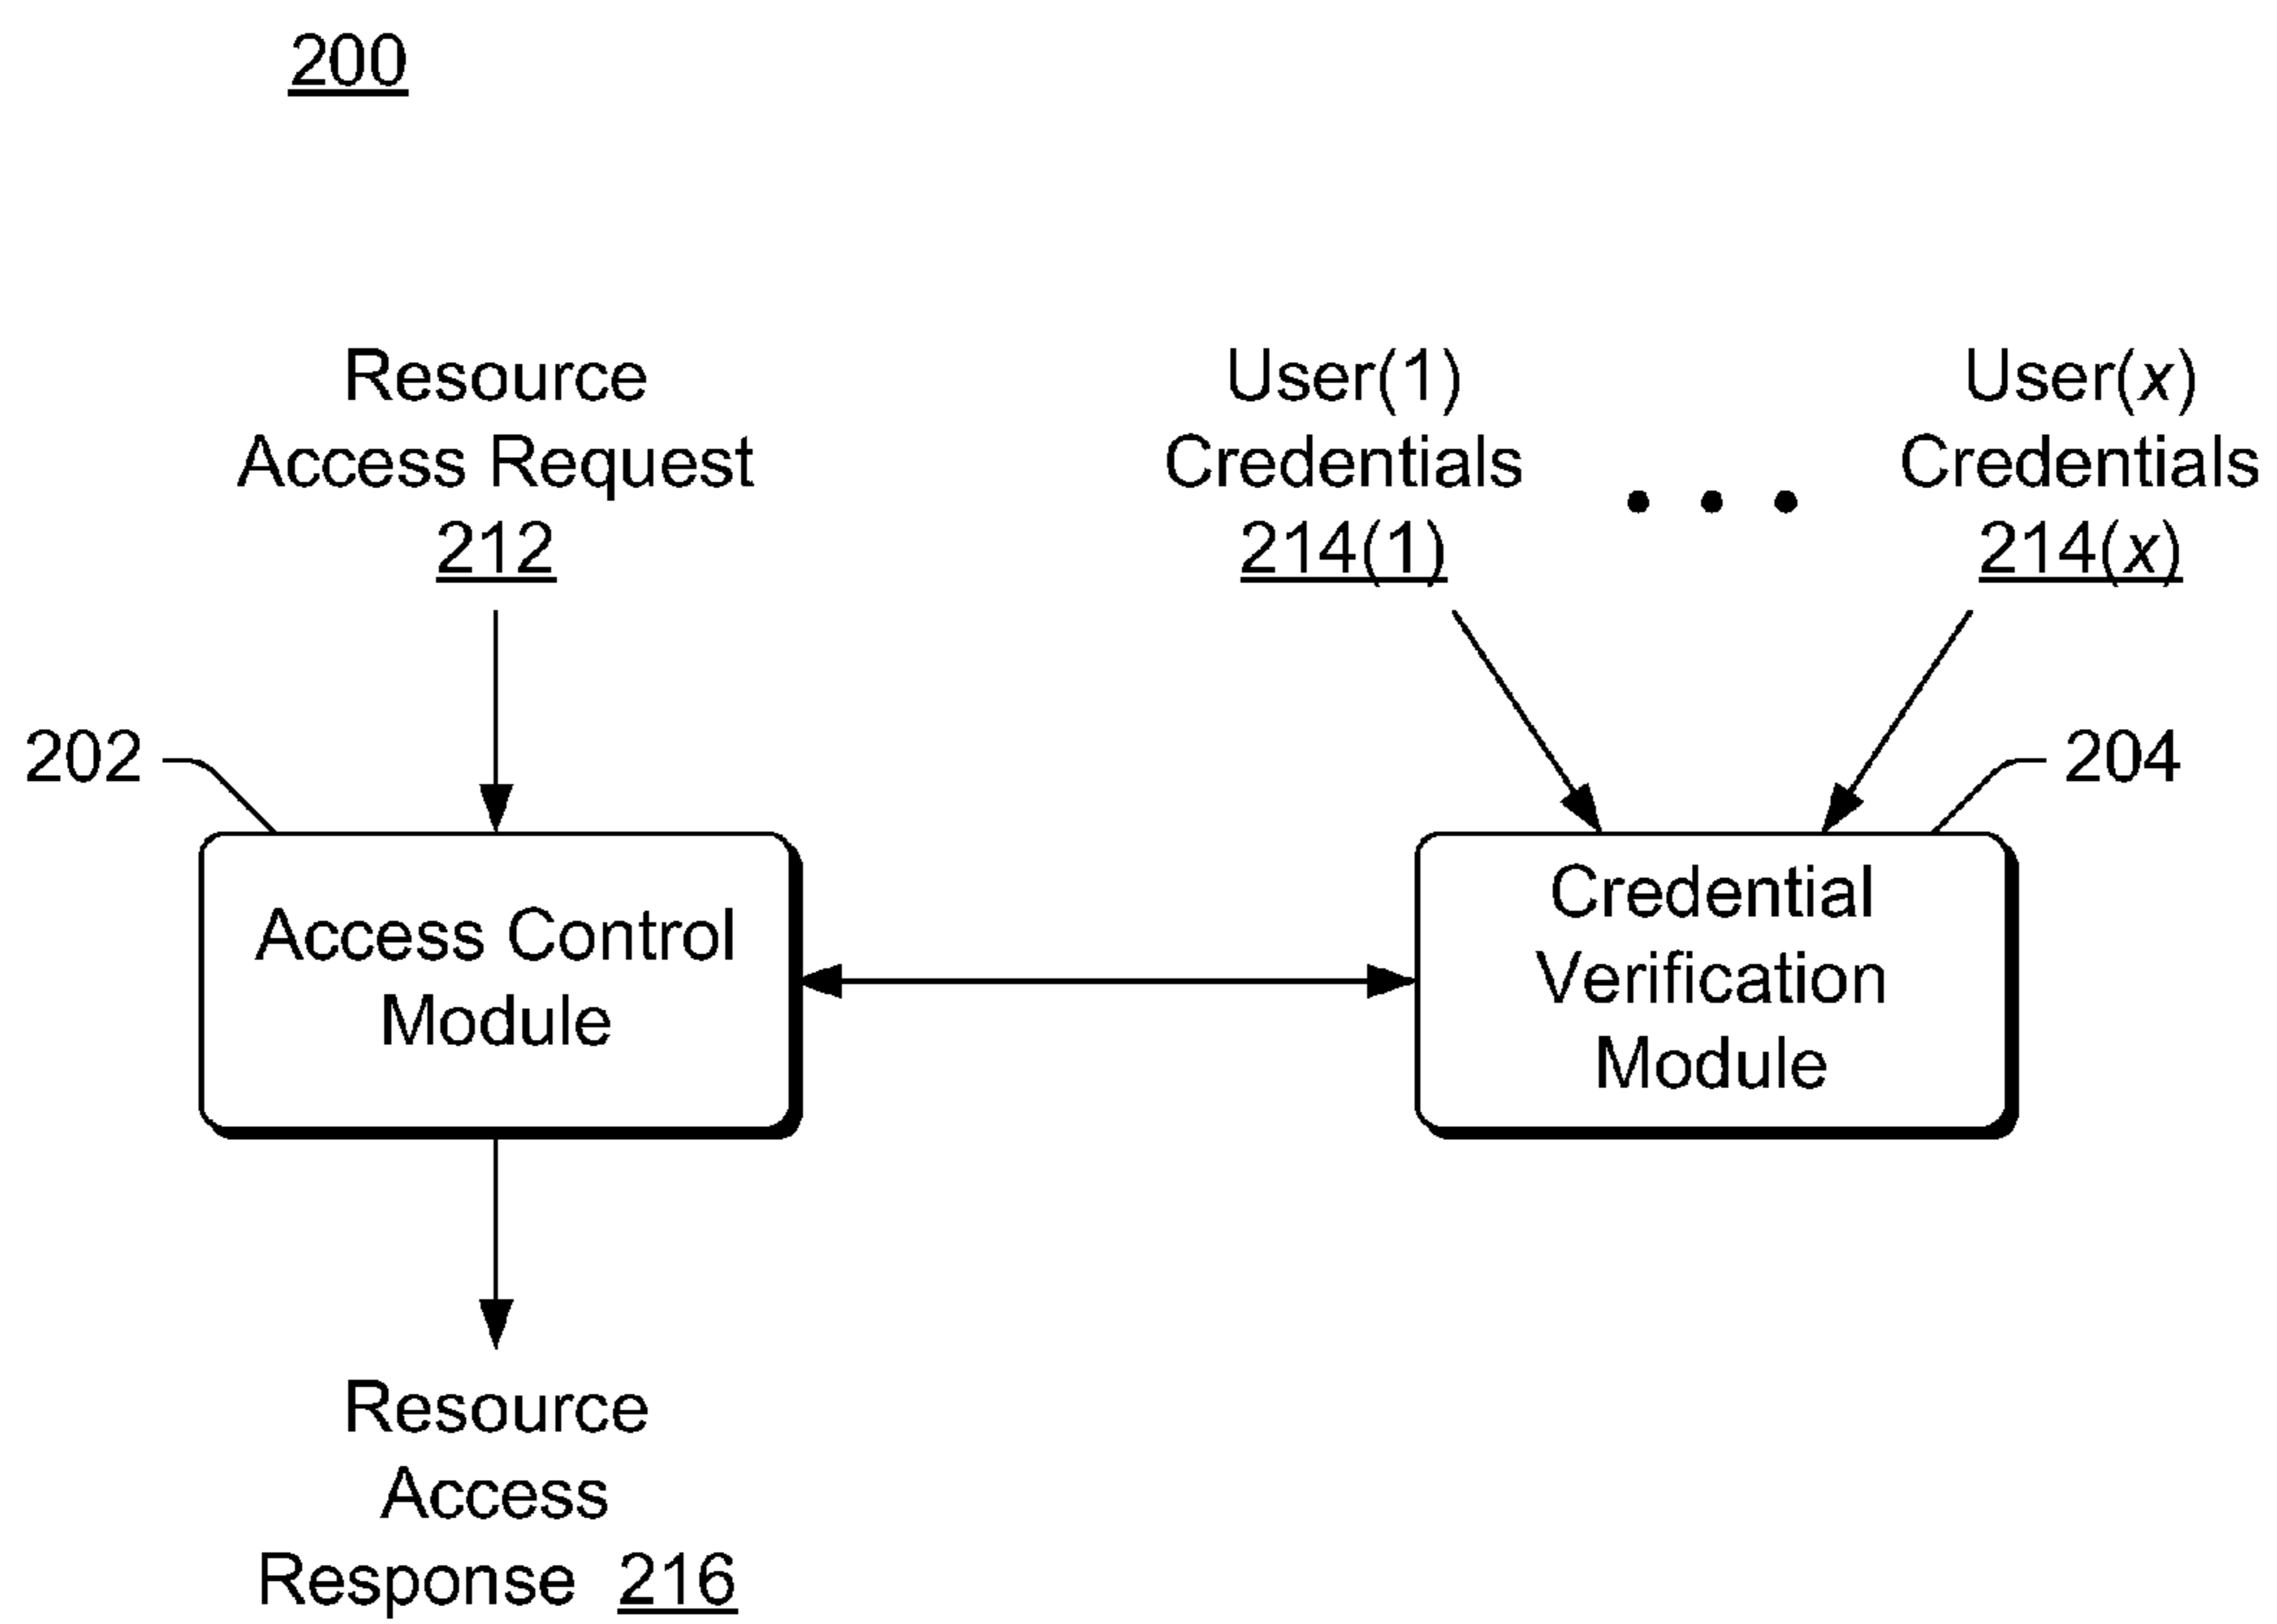 200
Resource
Access Request
212
User(1)
Credentials
214(1)
• • •
User(x)
Credentials
214(x)
202
204
Access Control
Module
Credential
Verification
Module
Resource
Access
Response 216